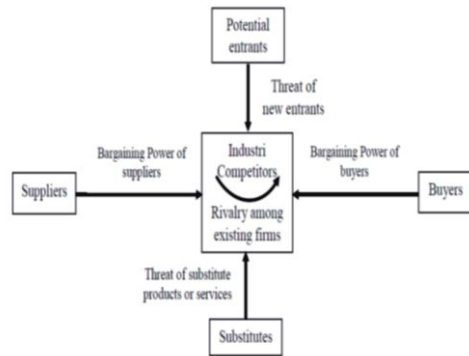 Potential
entrants
Threat of
new entrants
Bargaining Power of
suppliers
Industri
Competitors
Bargaining Power of
buyers
Suppliers
Rivalry among
existing firms
Buyers
Threat of substitute
products or services
Substitutes